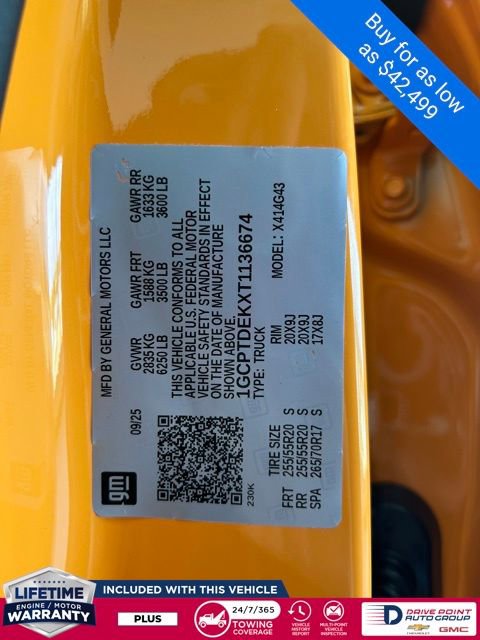 Buy for as low
as $42,499
MFD BY GENERAL MOTORS LLC
09/25
GVWR GAWR FRT GAWR RR
2835 KG 1588 KG 1633 KG
6250 LB 3500 LB 3600 LB
THIS VEHICLE CONFORMS TO ALL
APPLICABLE U.S. FEDERAL MOTOR
VEHICLE SAFETY STANDARDS IN EFFECT
ON THE DATE OF MANUFACTURE
SHOWN ABOVE.
1GCPTDEKXT1136674
TYPE: TRUCK MODEL: X414G43
TIRE SIZE RIM
FRT 255/55R20 S 20X9J
RR 255/55R20 S 20X9J
SPA 265/70R17 S 17X8J
gm
230K
LIFETIME
ENGINE / MOTOR
WARRANTY
INCLUDED WITH THIS VEHICLE
PLUS
24/7/365
TOWING
COVERAGE
VEHICLE
HISTORY
REPORT
MULTI-POINT
VEHICLE
INSPECTION
DRIVE POINT
AUTO GROUP
CHEVROLET
GMC